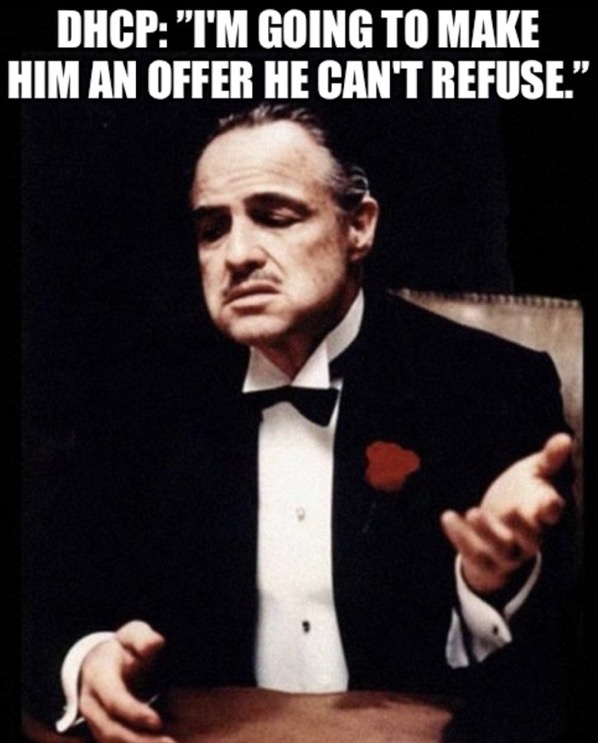 DHCP: ”I'M GOING TO MAKE
HIM AN OFFER HE CAN'T REFUSE.”